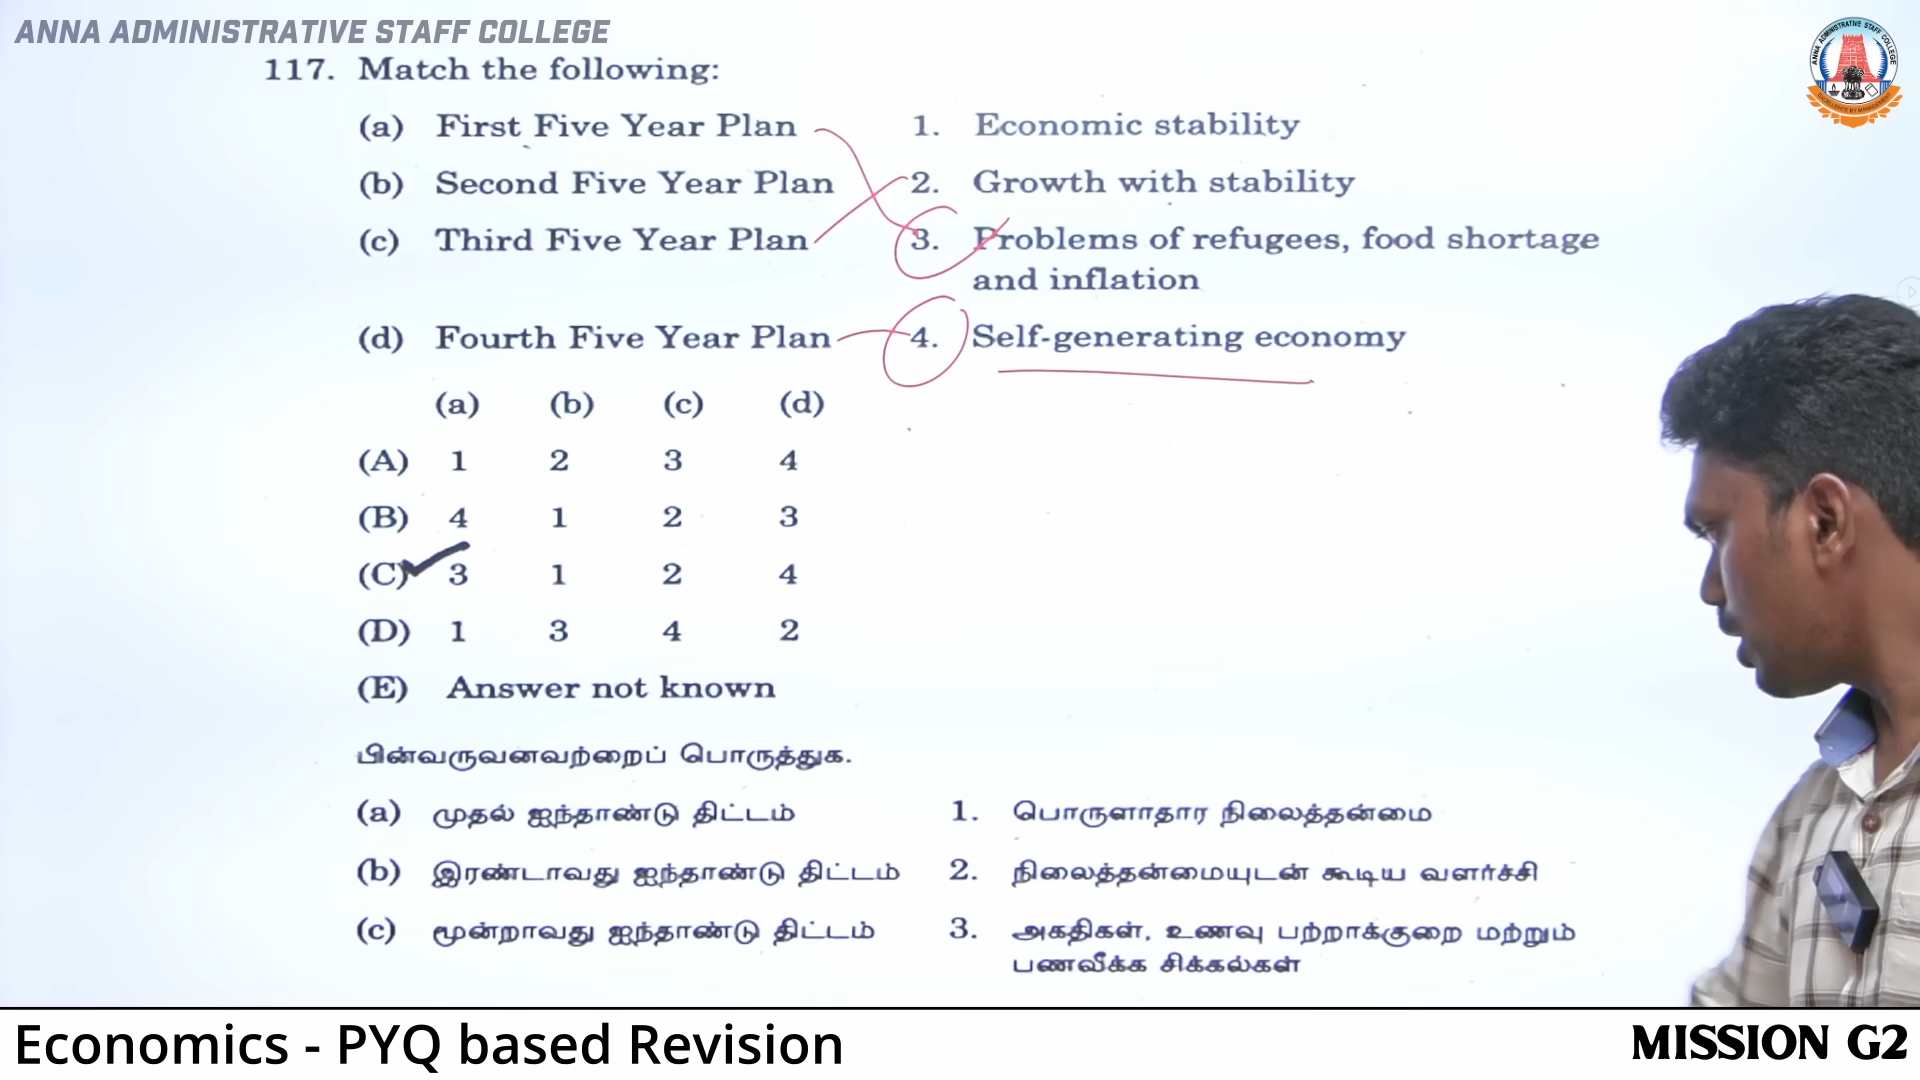 ANNA ADMINISTRATIVE STAFF COLLEGE
117. Match the following:
(a) First Five Year Plan 1. Economic stability
(b) Second Five Year Plan 2. Growth with stability
(c) Third Five Year Plan 3. Problems of refugees, food shortage
and inflation
(d) Fourth Five Year Plan 4. Self-generating economy
(a) (b) (c) (d)
(A) 1 2 3 4
(B) 4 1 2 3
(C) 3 1 2 4
(D) 1 3 4 2
(E) Answer not known
பின்வருவனவற்றைப் பொருத்துக.
(a) முதல் ஐந்தாண்டு திட்டம் 1. பொருளாதார நிலைத்தன்மை
(b) இரண்டாவது ஐந்தாண்டு திட்டம் 2. நிலைத்தன்மையுடன் கூடிய வளர்ச்சி
(c) மூன்றாவது ஐந்தாண்டு திட்டம் 3. அகதிகள், உணவு பற்றாக்குறை மற்றும்
பணவீக்க சிக்கல்கள்
Economics - PYQ based Revision
MISSION G2